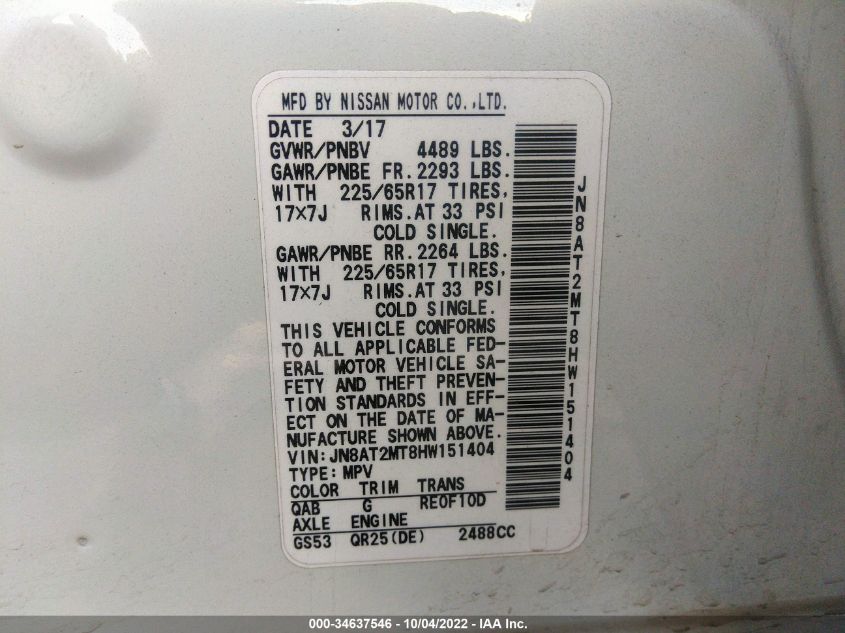 MFD BY NISSAN MOTOR CO.,LTD.
DATE 3/17
GVWR/PNBV 4489 LBS.
GAWR/PNBE FR. 2293 LBS.
WITH 225/65R17 TIRES,
17×7J RIMS. AT 33 PSI
COLD SINGLE.
GAWR/PNBE RR. 2264 LBS.
WITH 225/65R17 TIRES,
17×7J RIMS. AT 33 PSI
COLD SINGLE.
THIS VEHICLE CONFORMS
TO ALL APPLICABLE FED-
ERAL MOTOR VEHICLE SA-
FETY AND THEFT PREVEN-
TION STANDARDS IN EFF-
ECT ON THE DATE OF MA-
NUFACTURE SHOWN ABOVE.
VIN: JN8AT2MT8HW151404
TYPE: MPV
COLOR TRIM TRANS
QAB G RE0F10D
AXLE ENGINE
GS53 QR25(DE) 2488CC
JN8AT2MT8HW151404
000-34637546 - 10/04/2022 - IAA Inc.